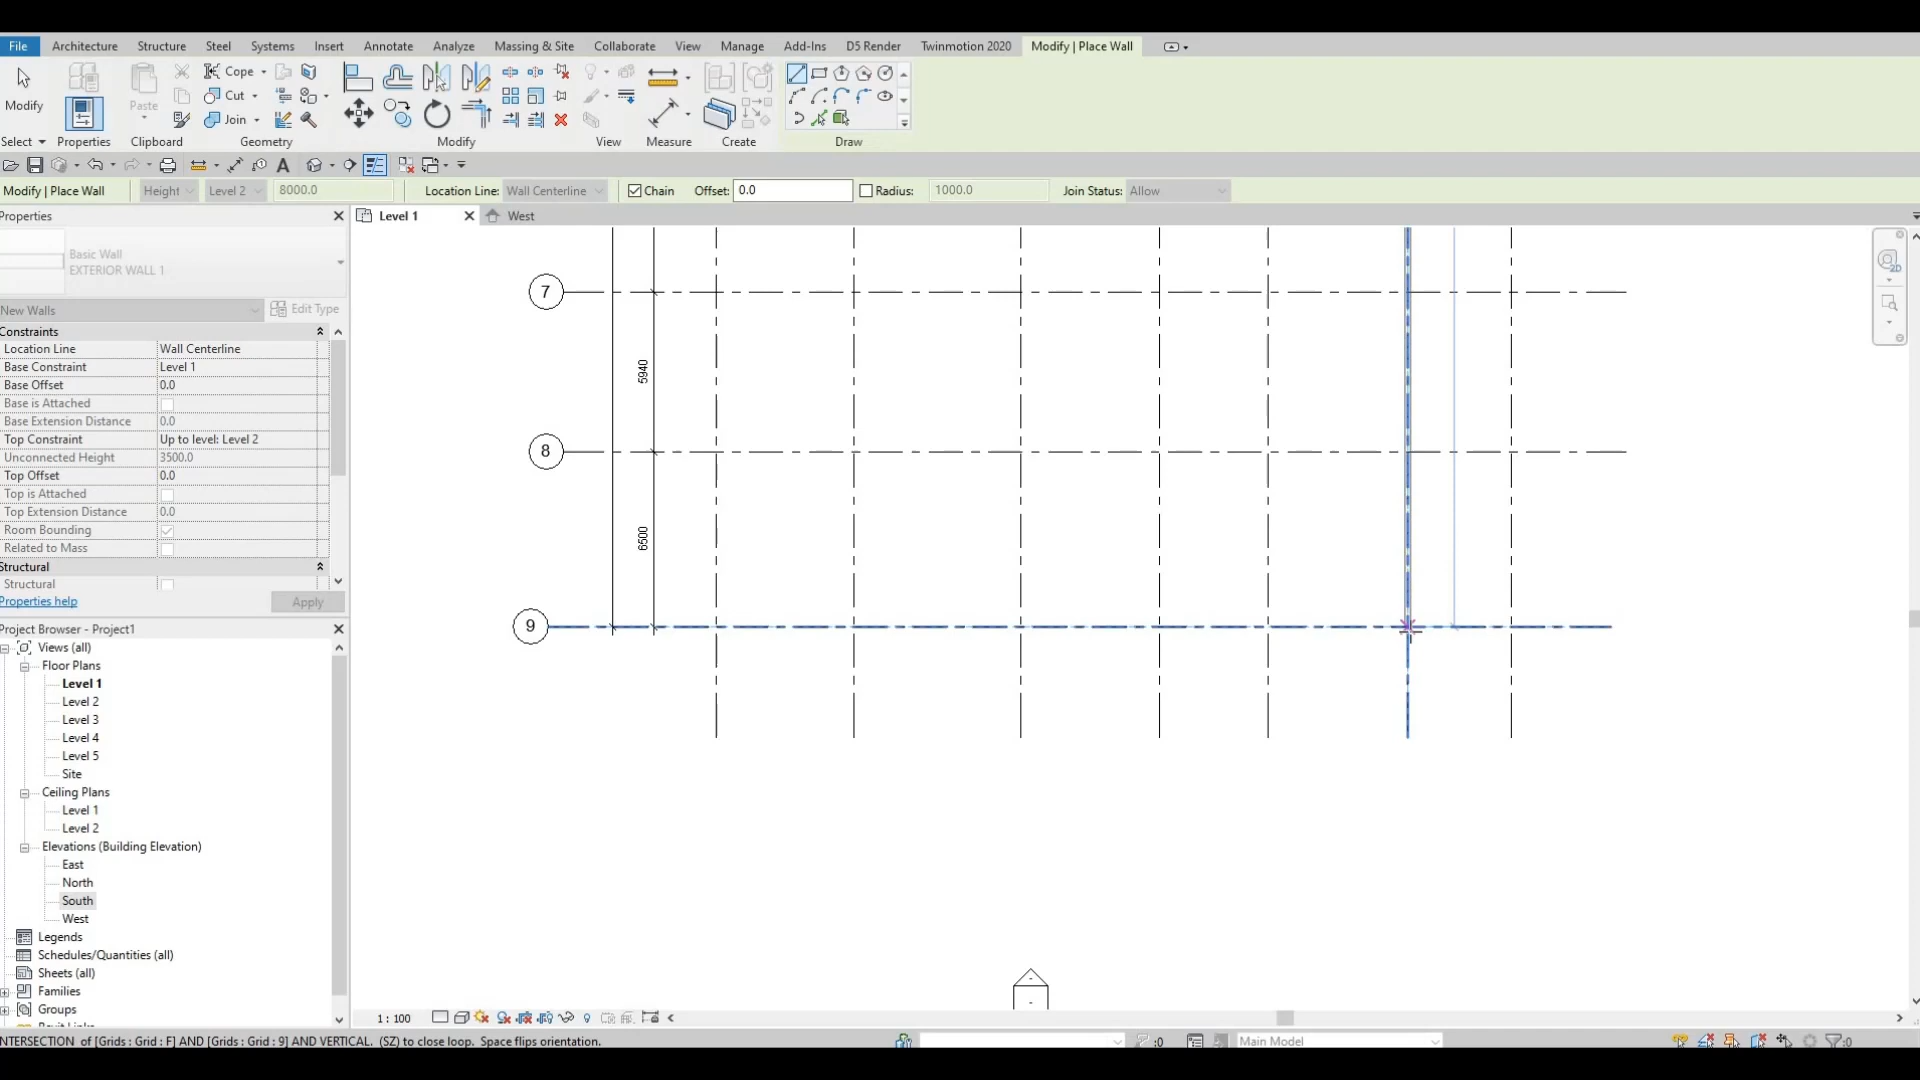 File Architecture Structure Steel Systems Insert Annotate Analyze Massing & Site Collaborate View Manage Add-Ins D5 Render Twinmotion 2020 Modify | Place Wall
Modify
Paste
Cope
Cut
Join
Select Properties Clipboard Geometry Modify View Measure Create Draw
Modify | Place Wall Height Level 2 8000.0 Location Line: Wall Centerline Chain Offset: 0.0 Radius: 1000.0 Join Status: Allow
Properties
Level 1 West
Basic Wall
EXTERIOR WALL 1
New Walls Edit Type
Constraints
Location Line Wall Centerline
Base Constraint Level 1
Base Offset 0.0
Base is Attached
Base Extension Distance 0.0
Top Constraint Up to level: Level 2
Unconnected Height 3500.0
Top Offset 0.0
Top is Attached
Top Extension Distance 0.0
Room Bounding
Related to Mass
Structural
Structural
Properties help Apply
Project Browser - Project1
Views (all)
Floor Plans
Level 1
Level 2
Level 3
Level 4
Level 5
Site
Ceiling Plans
Level 1
Level 2
Elevations (Building Elevation)
East
North
South
West
Legends
Schedules/Quantities (all)
Sheets (all)
Families
Groups
7
5940
8
6500
9
2D
1 : 100
NTERSECTION of [Grids : Grid : F] AND [Grids : Grid : 9] AND VERTICAL. (SZ) to close loop. Space flips orientation.
:0
Main Model
:0